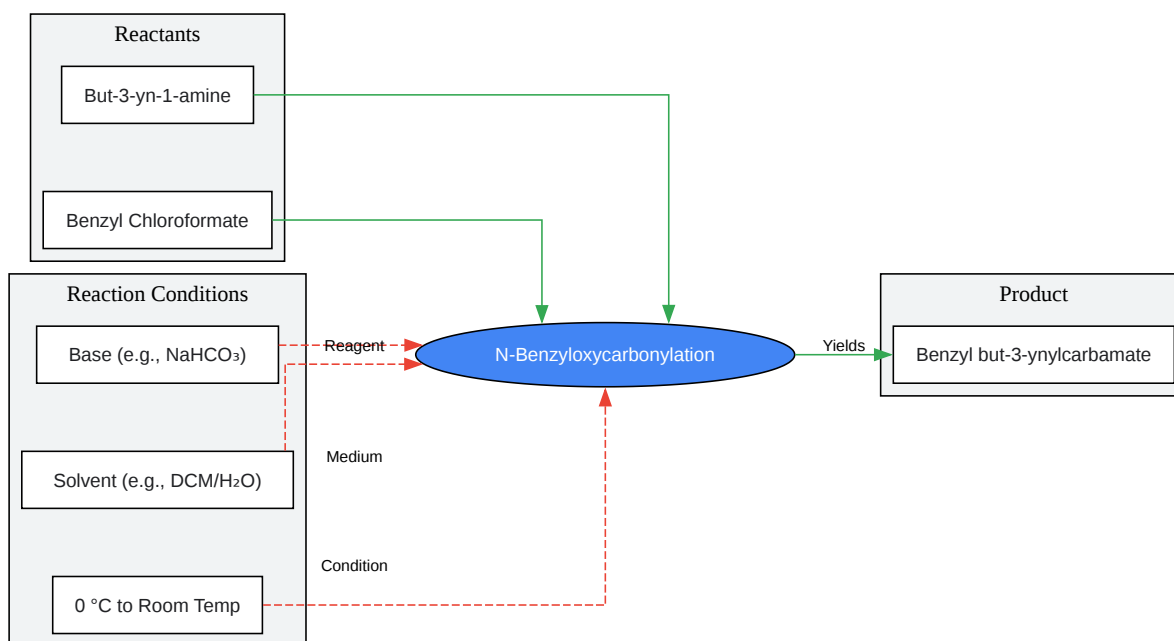 Reactants
But-3-yn-1-amine
Benzyl Chloroformate
Reaction Conditions
Base (e.g., NaHCO₃)
Solvent (e.g., DCM/H₂O)
0 °C to Room Temp
Reagent
Medium
Condition
N-Benzyloxycarbonylation
Yields
Product
Benzyl but-3-ynylcarbamate